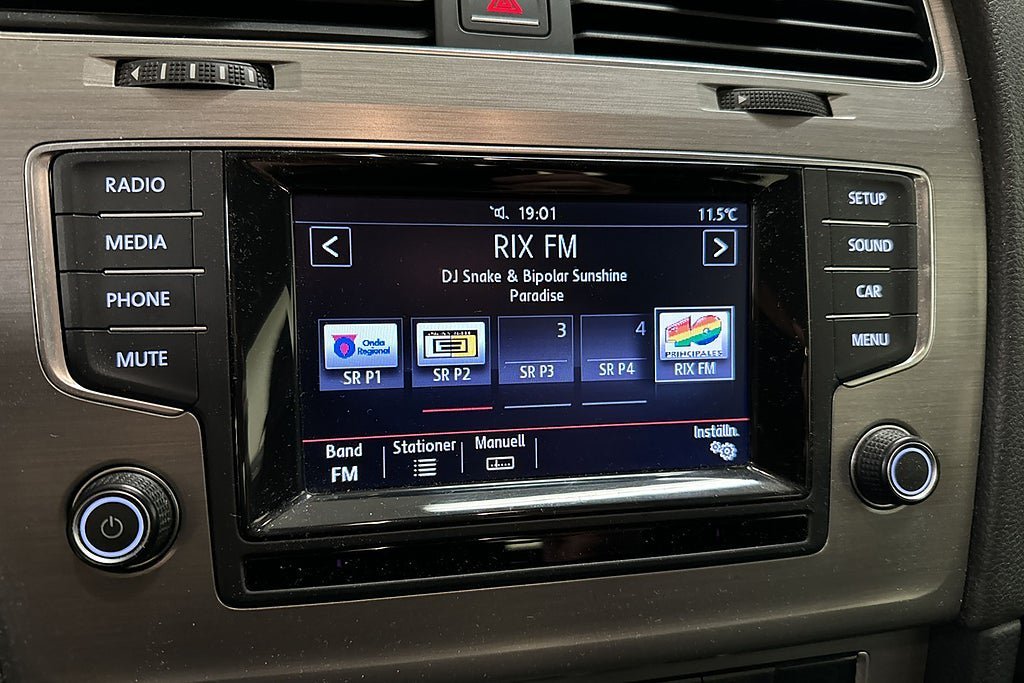 RADIO
MEDIA
PHONE
MUTE
19:01
11.5°C
RIX FM
DJ Snake & Bipolar Sunshine
Paradise
Onda
Regional
SR P1
SR P2
3
SR P3
4
SR P4
40
PRINCIPALES
RIX FM
Band
FM
Stationer
Manuell
Inställn.
SETUP
SOUND
CAR
MENU